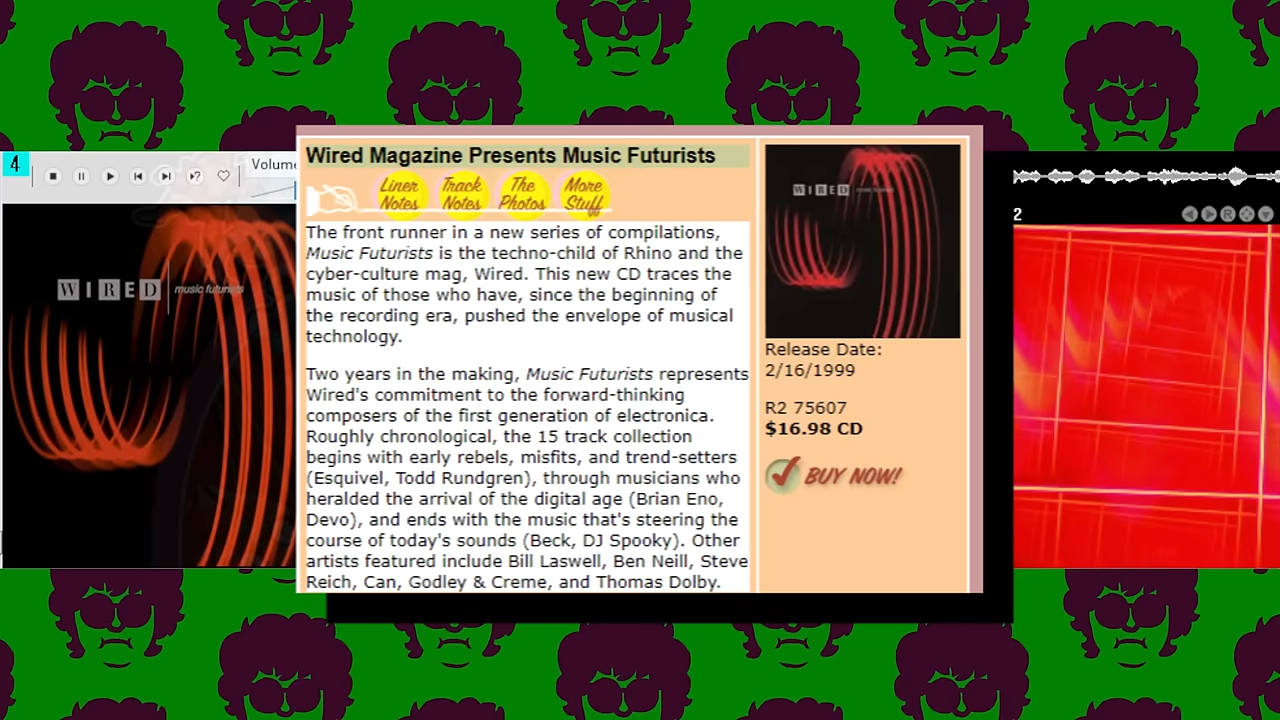 Wired Magazine Presents Music Futurists
Liner Notes
Track Notes
The Photos
More Stuff
The front runner in a new series of compilations,
Music Futurists is the techno-child of Rhino and the
cyber-culture mag, Wired. This new CD traces the
music of those who have, since the beginning of
the recording era, pushed the envelope of musical
technology.
Two years in the making, Music Futurists represents
Wired's commitment to the forward-thinking
composers of the first generation of electronica.
Roughly chronological, the 15 track collection
begins with early rebels, misfits, and trend-setters
(Esquivel, Todd Rundgren), through musicians who
heralded the arrival of the digital age (Brian Eno,
Devo), and ends with the music that's steering the
course of today's sounds (Beck, DJ Spooky). Other
artists featured include Bill Laswell, Ben Neill, Steve
Reich, Can, Godley & Creme, and Thomas Dolby.
WIRED
Release Date:
2/16/1999
R2 75607
$16.98 CD
BUY NOW!
4
Volume
WIRED music futurists
2
R